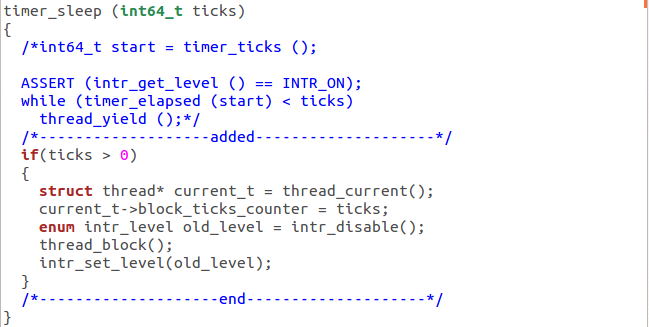 timer_sleep (int64_t ticks)
{
  /*int64_t start = timer_ticks ();
  ASSERT (intr_get_level () == INTR_ON);
  while (timer_elapsed (start) < ticks)
    thread_yield ();*/
  /*-------------------added--------------------*/
  if(ticks > 0)
  {
    struct thread* current_t = thread_current();
    current_t->block_ticks_counter = ticks;
    enum intr_level old_level = intr_disable();
    thread_block();
    intr_set_level(old_level);
  }
  /*--------------------end--------------------*/
}